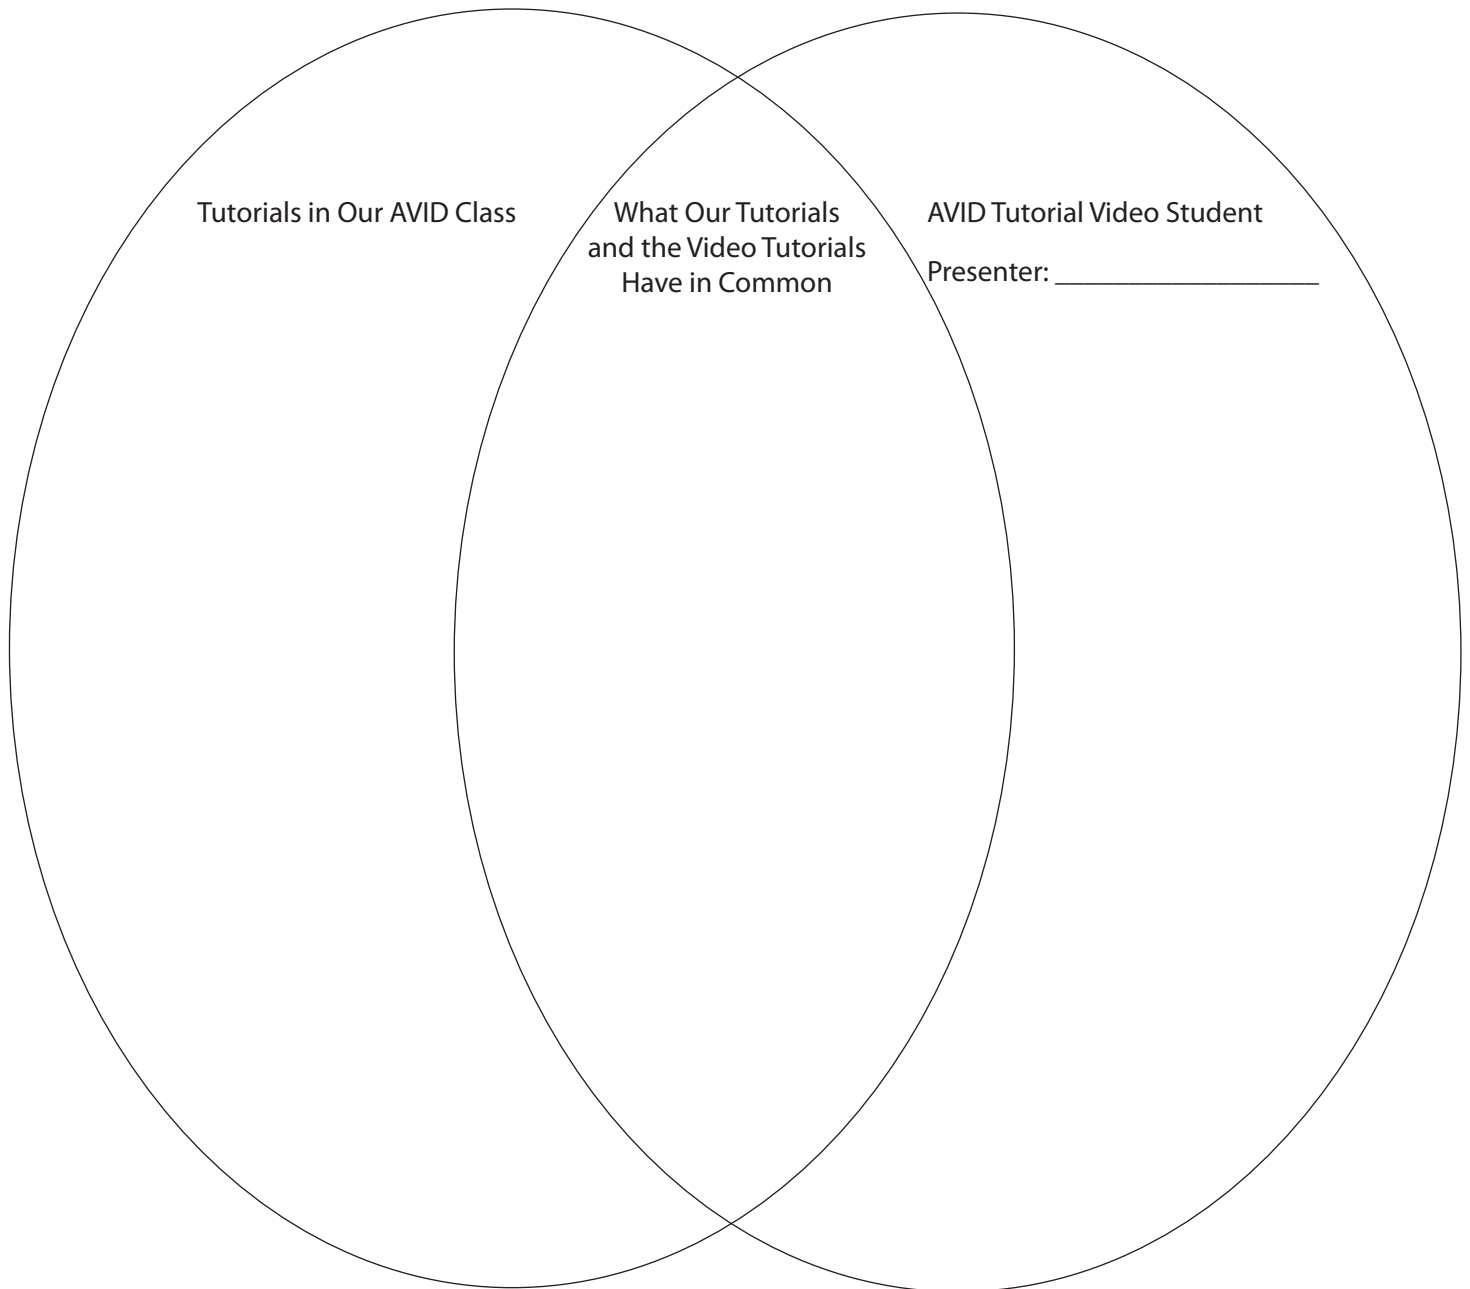 Tutorials in Our AVID Class
What Our Tutorials
and the Video Tutorials
Have in Common
AVID Tutorial Video Student
Presenter: ___________________